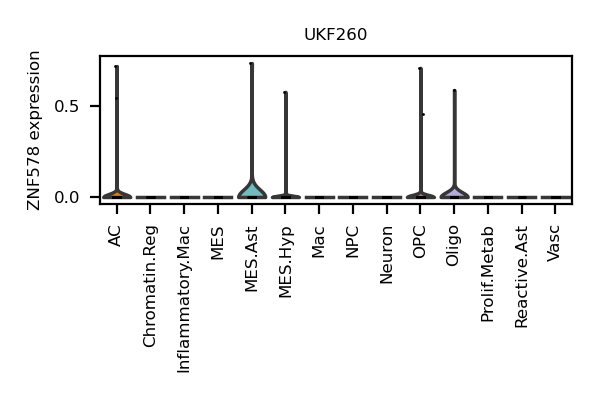 UKF260
ZNF578 expression
0.5
0.0
AC
Chromatin.Reg
Inflammatory.Mac
MES
MES.Ast
MES.Hyp
Mac
NPC
Neuron
OPC
Oligo
Prolif.Metab
Reactive.Ast
Vasc